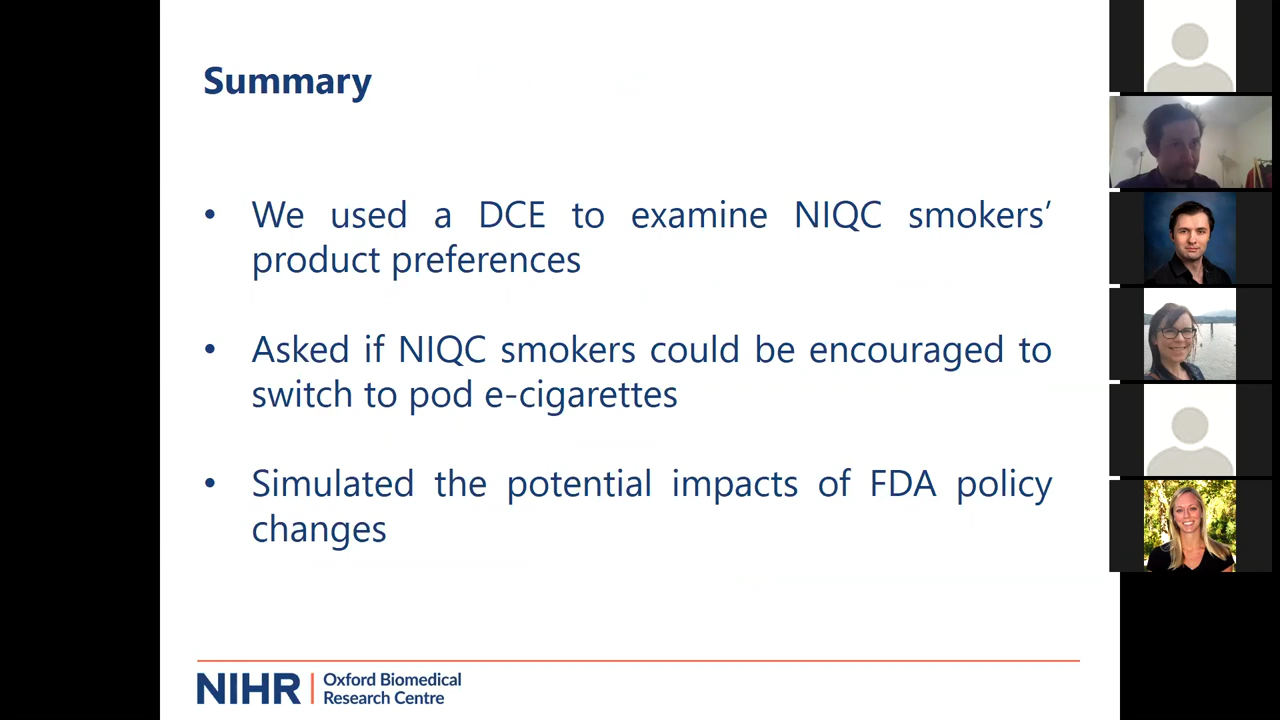 Summary
• We used a DCE to examine NIQC smokers’
product preferences
• Asked if NIQC smokers could be encouraged to
switch to pod e-cigarettes
• Simulated the potential impacts of FDA policy
changes
NIHR | Oxford Biomedical
Research Centre